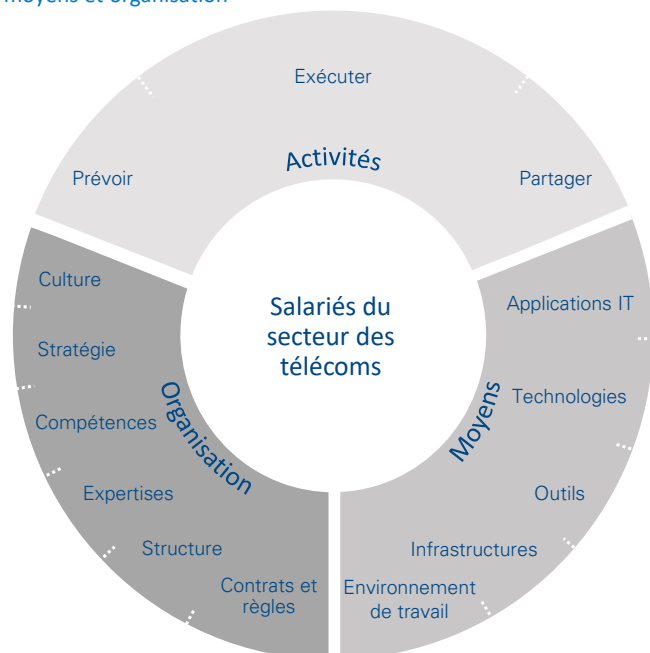 moyens et organisation
Exécuter
Activités
Prévoir
Partager
Culture
Stratégie
Compétences
Expertises
Structure
Contrats et
règles
Organisation
Salariés du
secteur des
télécoms
Applications IT
Technologies
Outils
Infrastructures
Environnement
de travail
Moyens